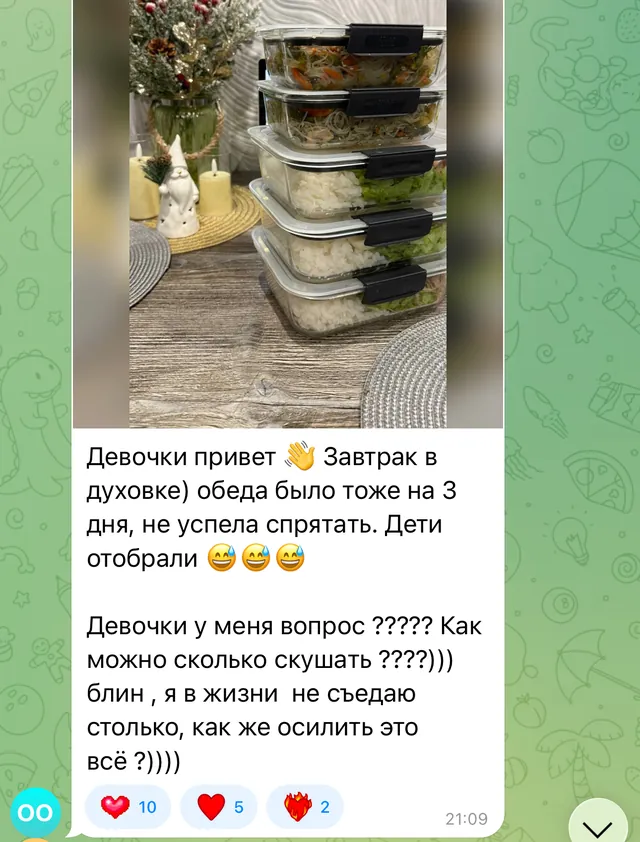 Девочки привет 👋 Завтрак в
духовке) обеда было тоже на 3
дня, не успела спрятать. Дети
отобрали 😅😅😅
Девочки у меня вопрос ????? Как
можно сколько скушать ????)))
блин , я в жизни  не съедаю
столько, как же осилить это
всё ?))))
OO
10
5
2
21:09